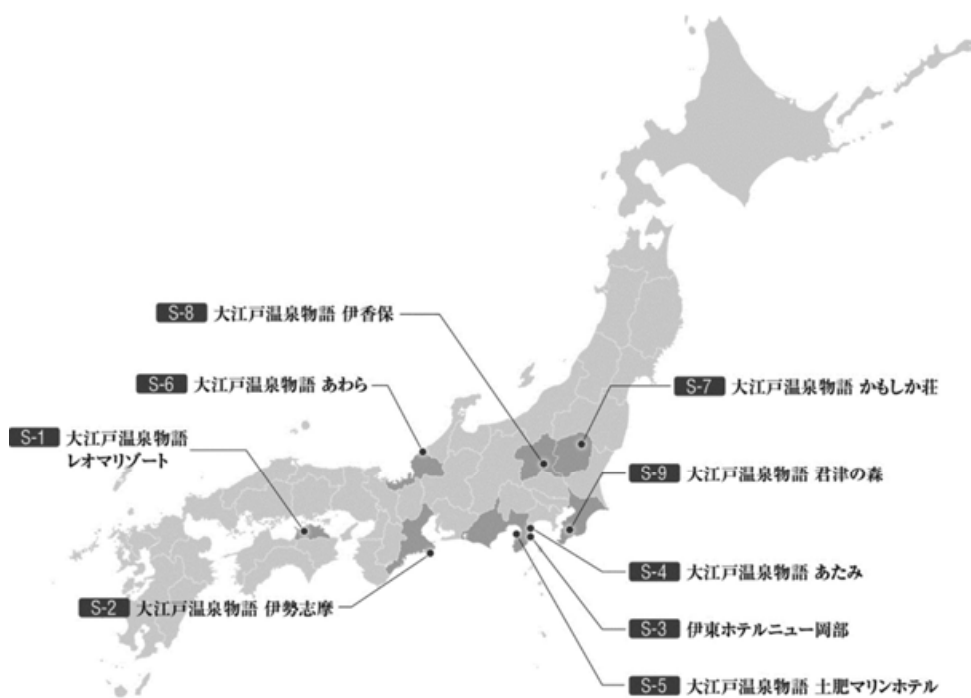 S-8 大江戸温泉物語 伊香保
S-6 大江戸温泉物語 あわら
S-7 大江戸温泉物語 かもしか荘
S-1 大江戸温泉物語
レオマリゾート
S-9 大江戸温泉物語 君津の森
S-4 大江戸温泉物語 あたみ
S-2 大江戸温泉物語 伊勢志摩
S-3 伊東ホテルニュー岡部
S-5 大江戸温泉物語 土肥マリンホテル